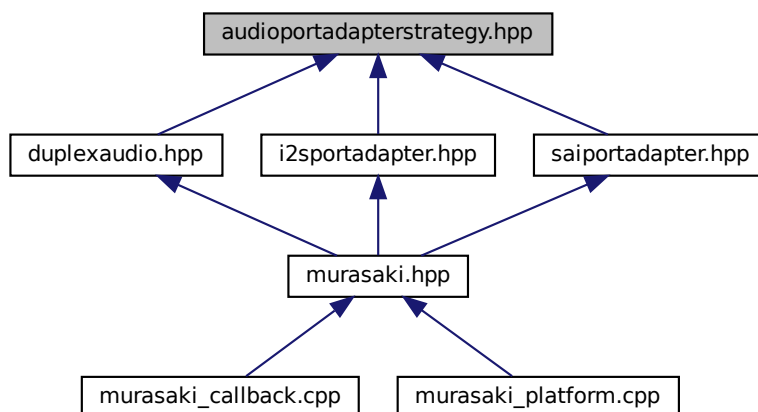 audioportadapterstrategy.hpp
duplexaudio.hpp
i2sportadapter.hpp
saiportadapter.hpp
murasaki.hpp
murasaki_callback.cpp
murasaki_platform.cpp